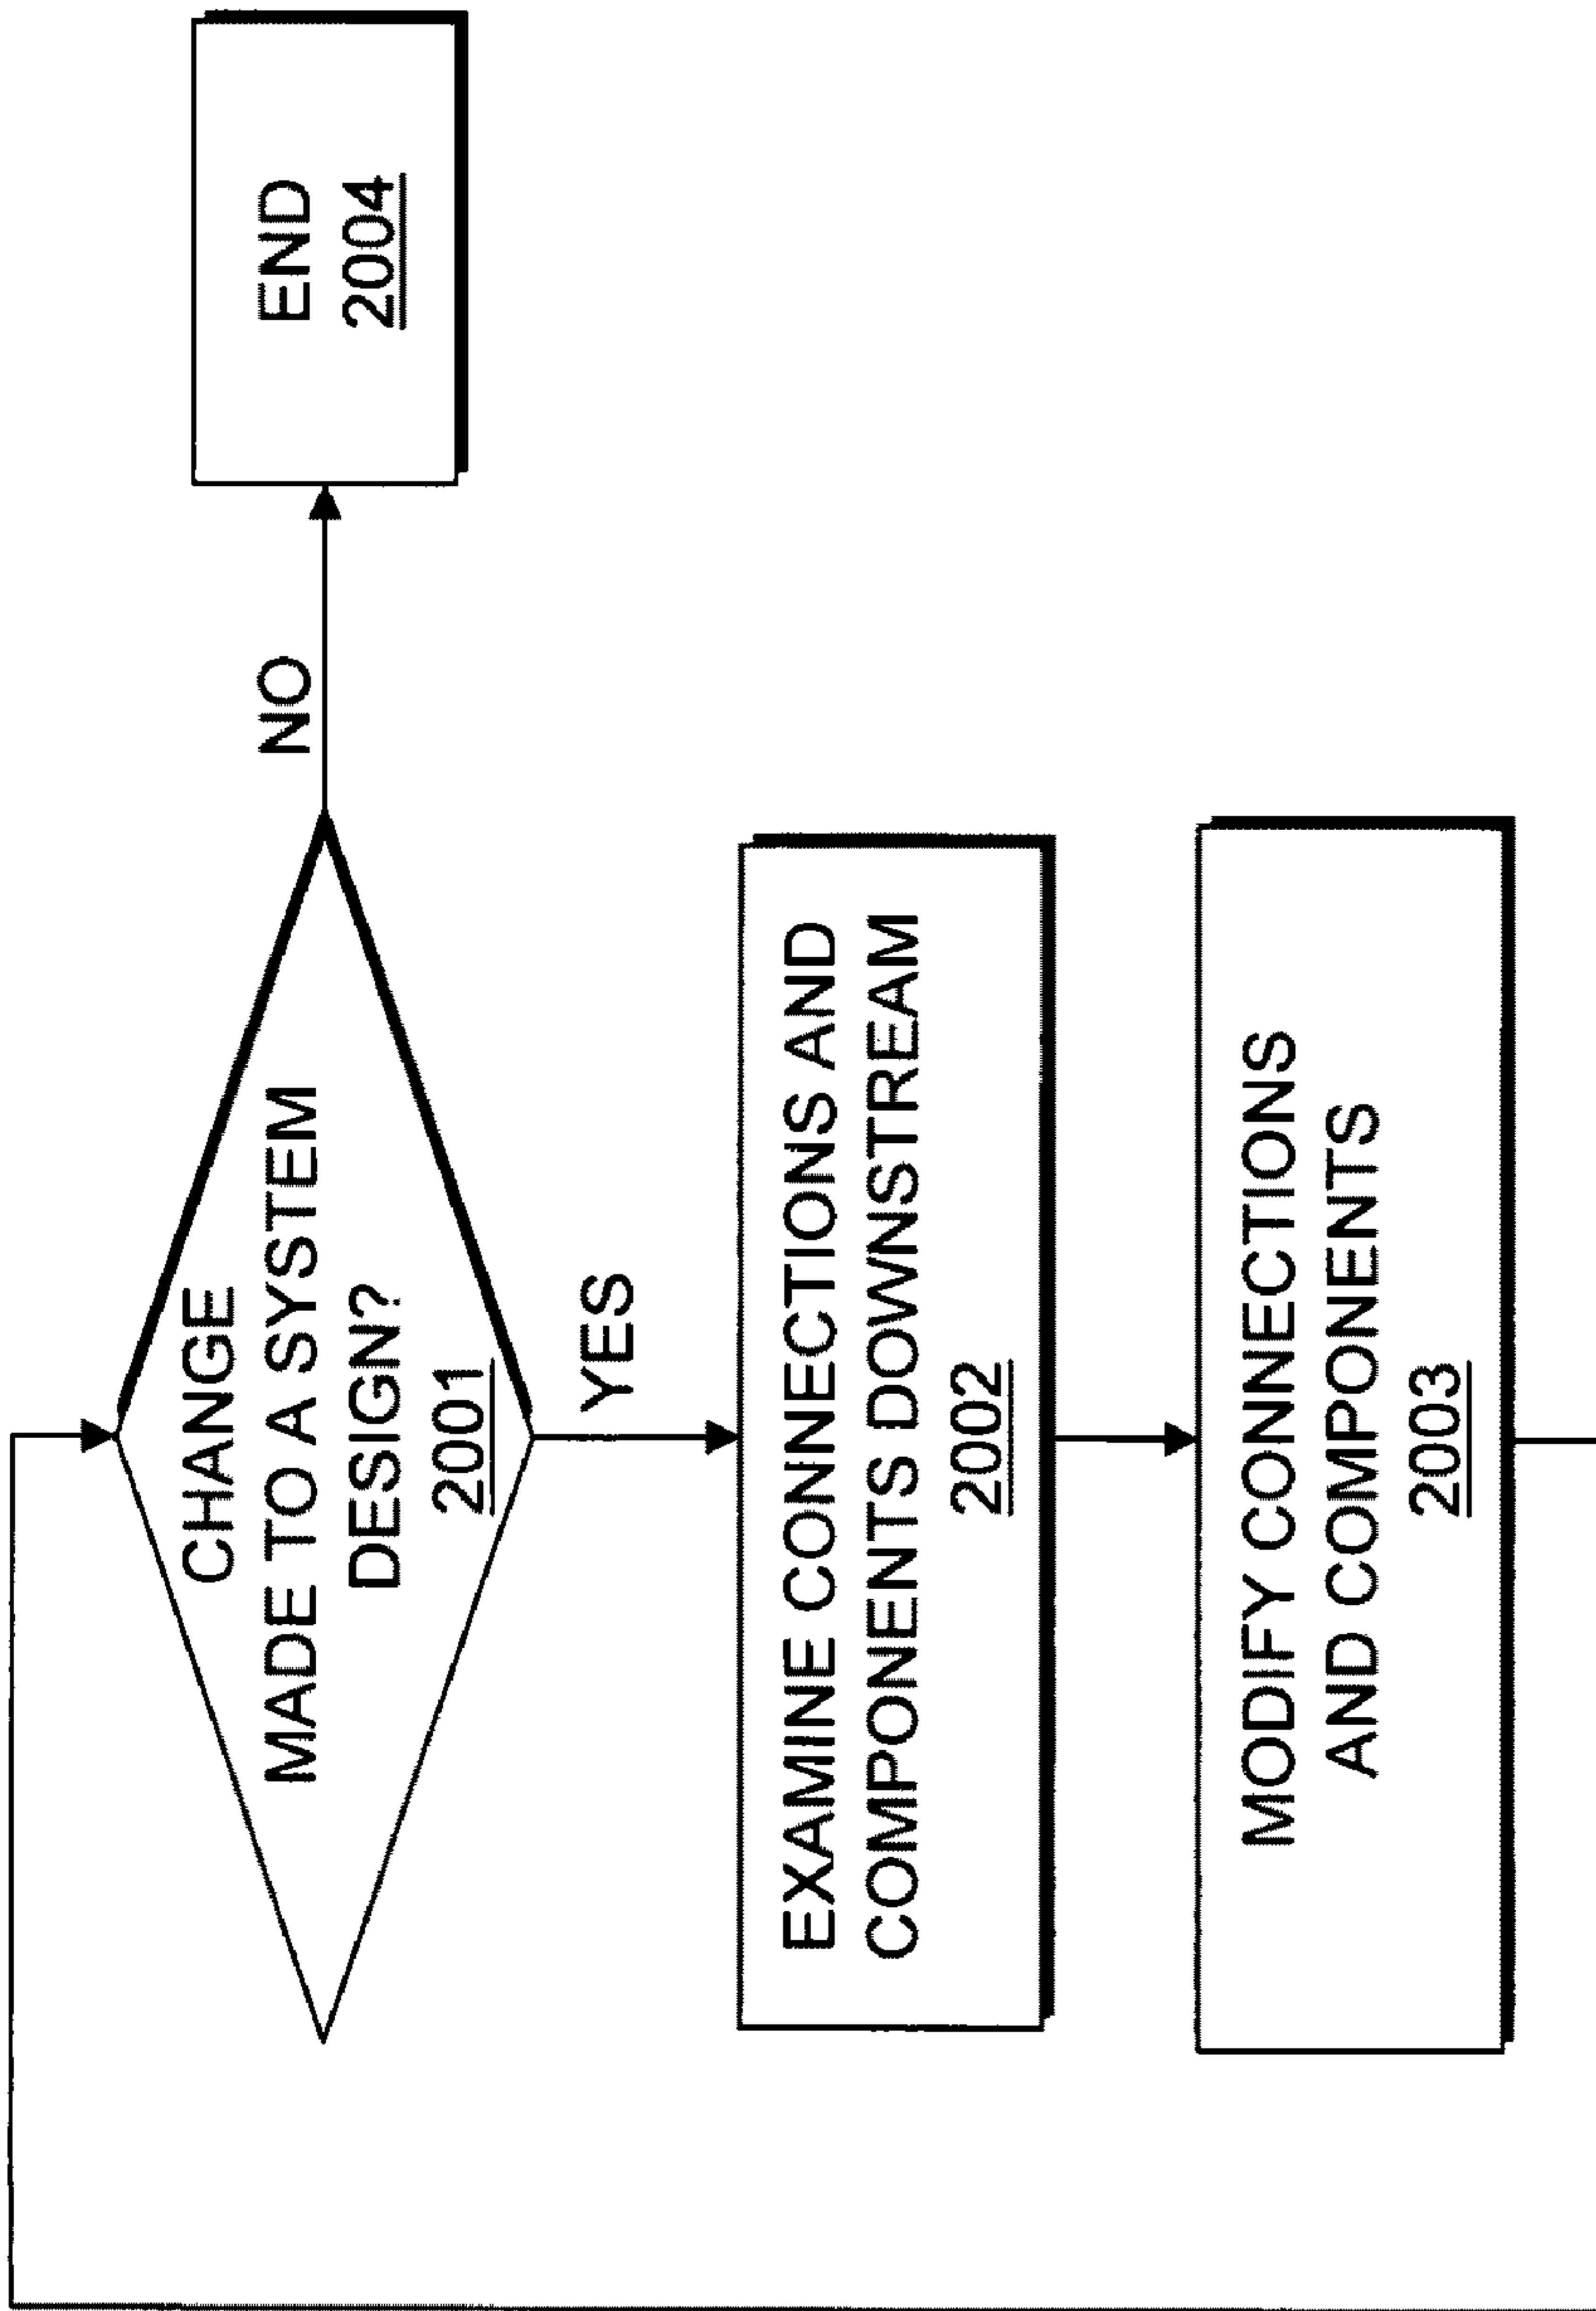 CHANGE
MADE TO A SYSTEM
DESIGN?
2001
NO
END
2004
YES
EXAMINE CONNECTIONS AND
COMPONENTS DOWNSTREAM
2002
MODIFY CONNECTIONS
AND COMPONENTS
2003